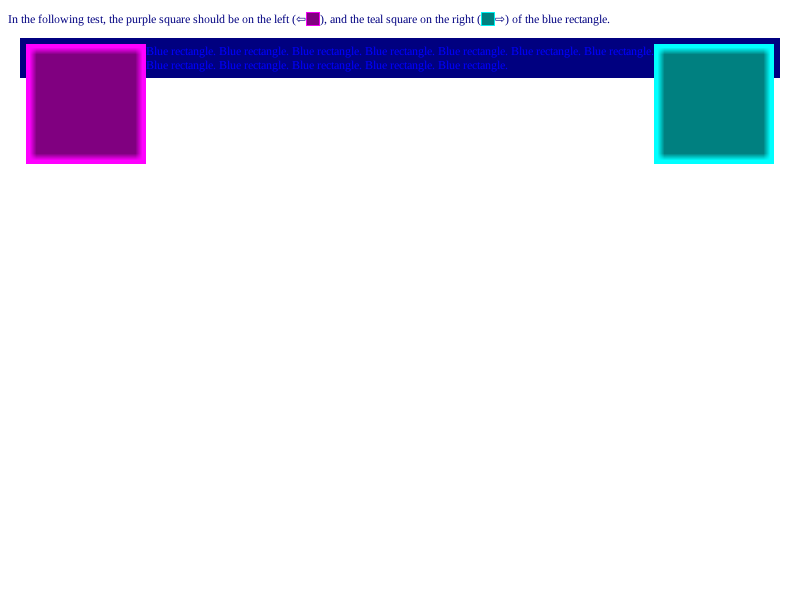 In the following test, the purple square should be on the left (⇦ ), and the teal square on the right ( ⇨) of the blue rectangle.
Blue rectangle. Blue rectangle. Blue rectangle. Blue rectangle. Blue rectangle. Blue rectangle. Blue rectangle.
Blue rectangle. Blue rectangle. Blue rectangle. Blue rectangle. Blue rectangle.